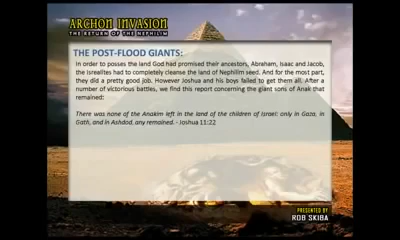 ARCHON INVASION
THE RETURN OF THE NEPHILIM
THE POST-FLOOD GIANTS:
In order to posses the land God had promised their ancestors, Abraham, Isaac and Jacob,
the Isrealites had to completely cleanse the land of Nephilim seed. And for the most part,
they did a pretty good job. However Joshua and his boys failed to get them all. After a
number of victorious battles, we find this report concerning the giant sons of Anak that
remained:
There was none of the Anakim left in the land of the children of Israel: only in Gaza, in
Gath, and in Ashdod, any remained. - Joshua 11:22
PRESENTED BY
ROB SKIBA